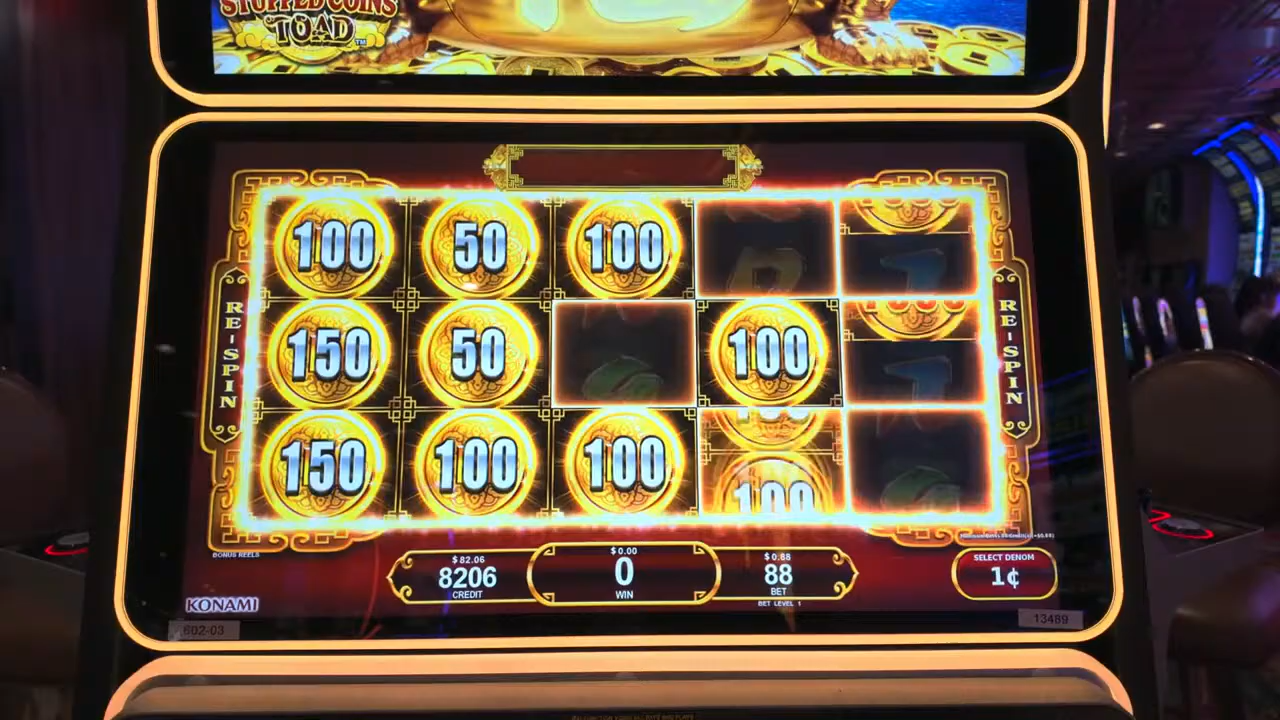 STUFFED COINS
TOAD™
100 50 100
150 50 100
150 100 100
100
RE-SPIN
RE-SPIN
BONUS REELS
$82.06
8206
CREDIT
$0.00
0
WIN
$0.88
88
BET
BET LEVEL 1
SELECT DENOM
1¢
KONAMI
602-03
13489